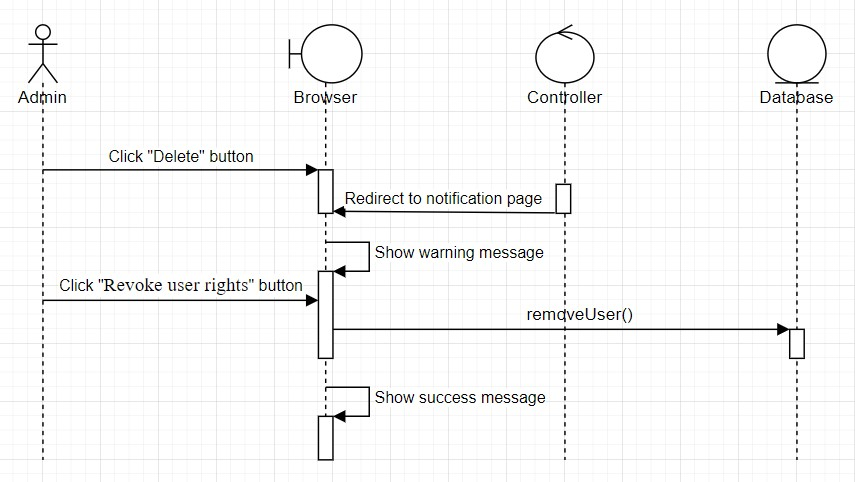 Admin
Browser
Controller
Database
Click "Delete" button
Redirect to notification page
Show warning message
Click "Revoke user rights" button
removeUser()
Show success message